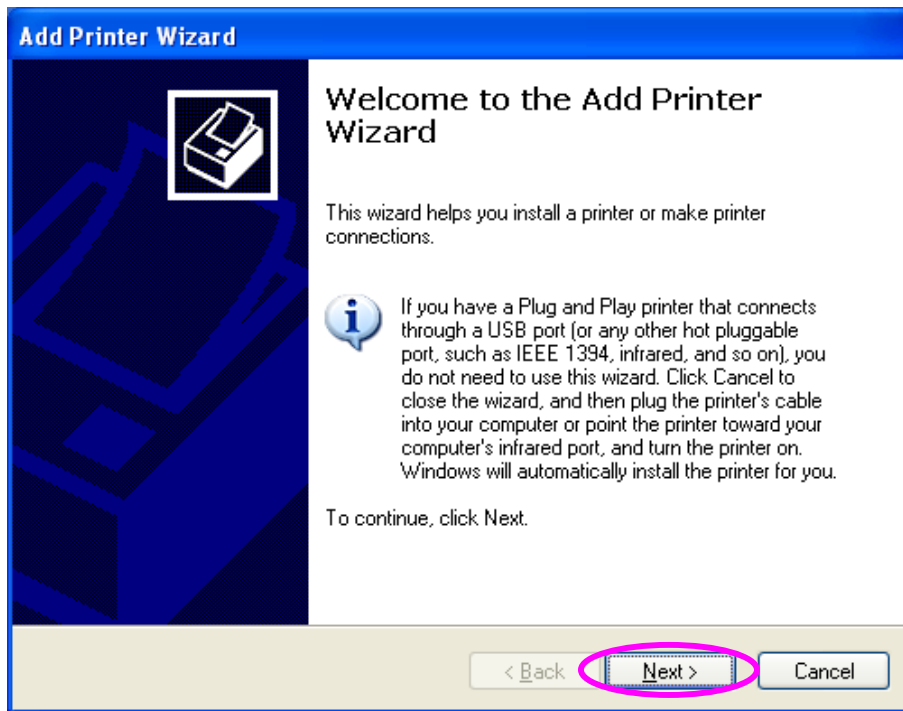 Add Printer Wizard
Welcome to the Add Printer
Wizard
This wizard helps you install a printer or make printer
connections.
If you have a Plug and Play printer that connects
through a USB port (or any other hot pluggable
port, such as IEEE 1394, infrared, and so on), you
do not need to use this wizard. Click Cancel to
close the wizard, and then plug the printer's cable
into your computer or point the printer toward your
computer's infrared port, and turn the printer on.
Windows will automatically install the printer for you.
To continue, click Next.
< Back Next > Cancel